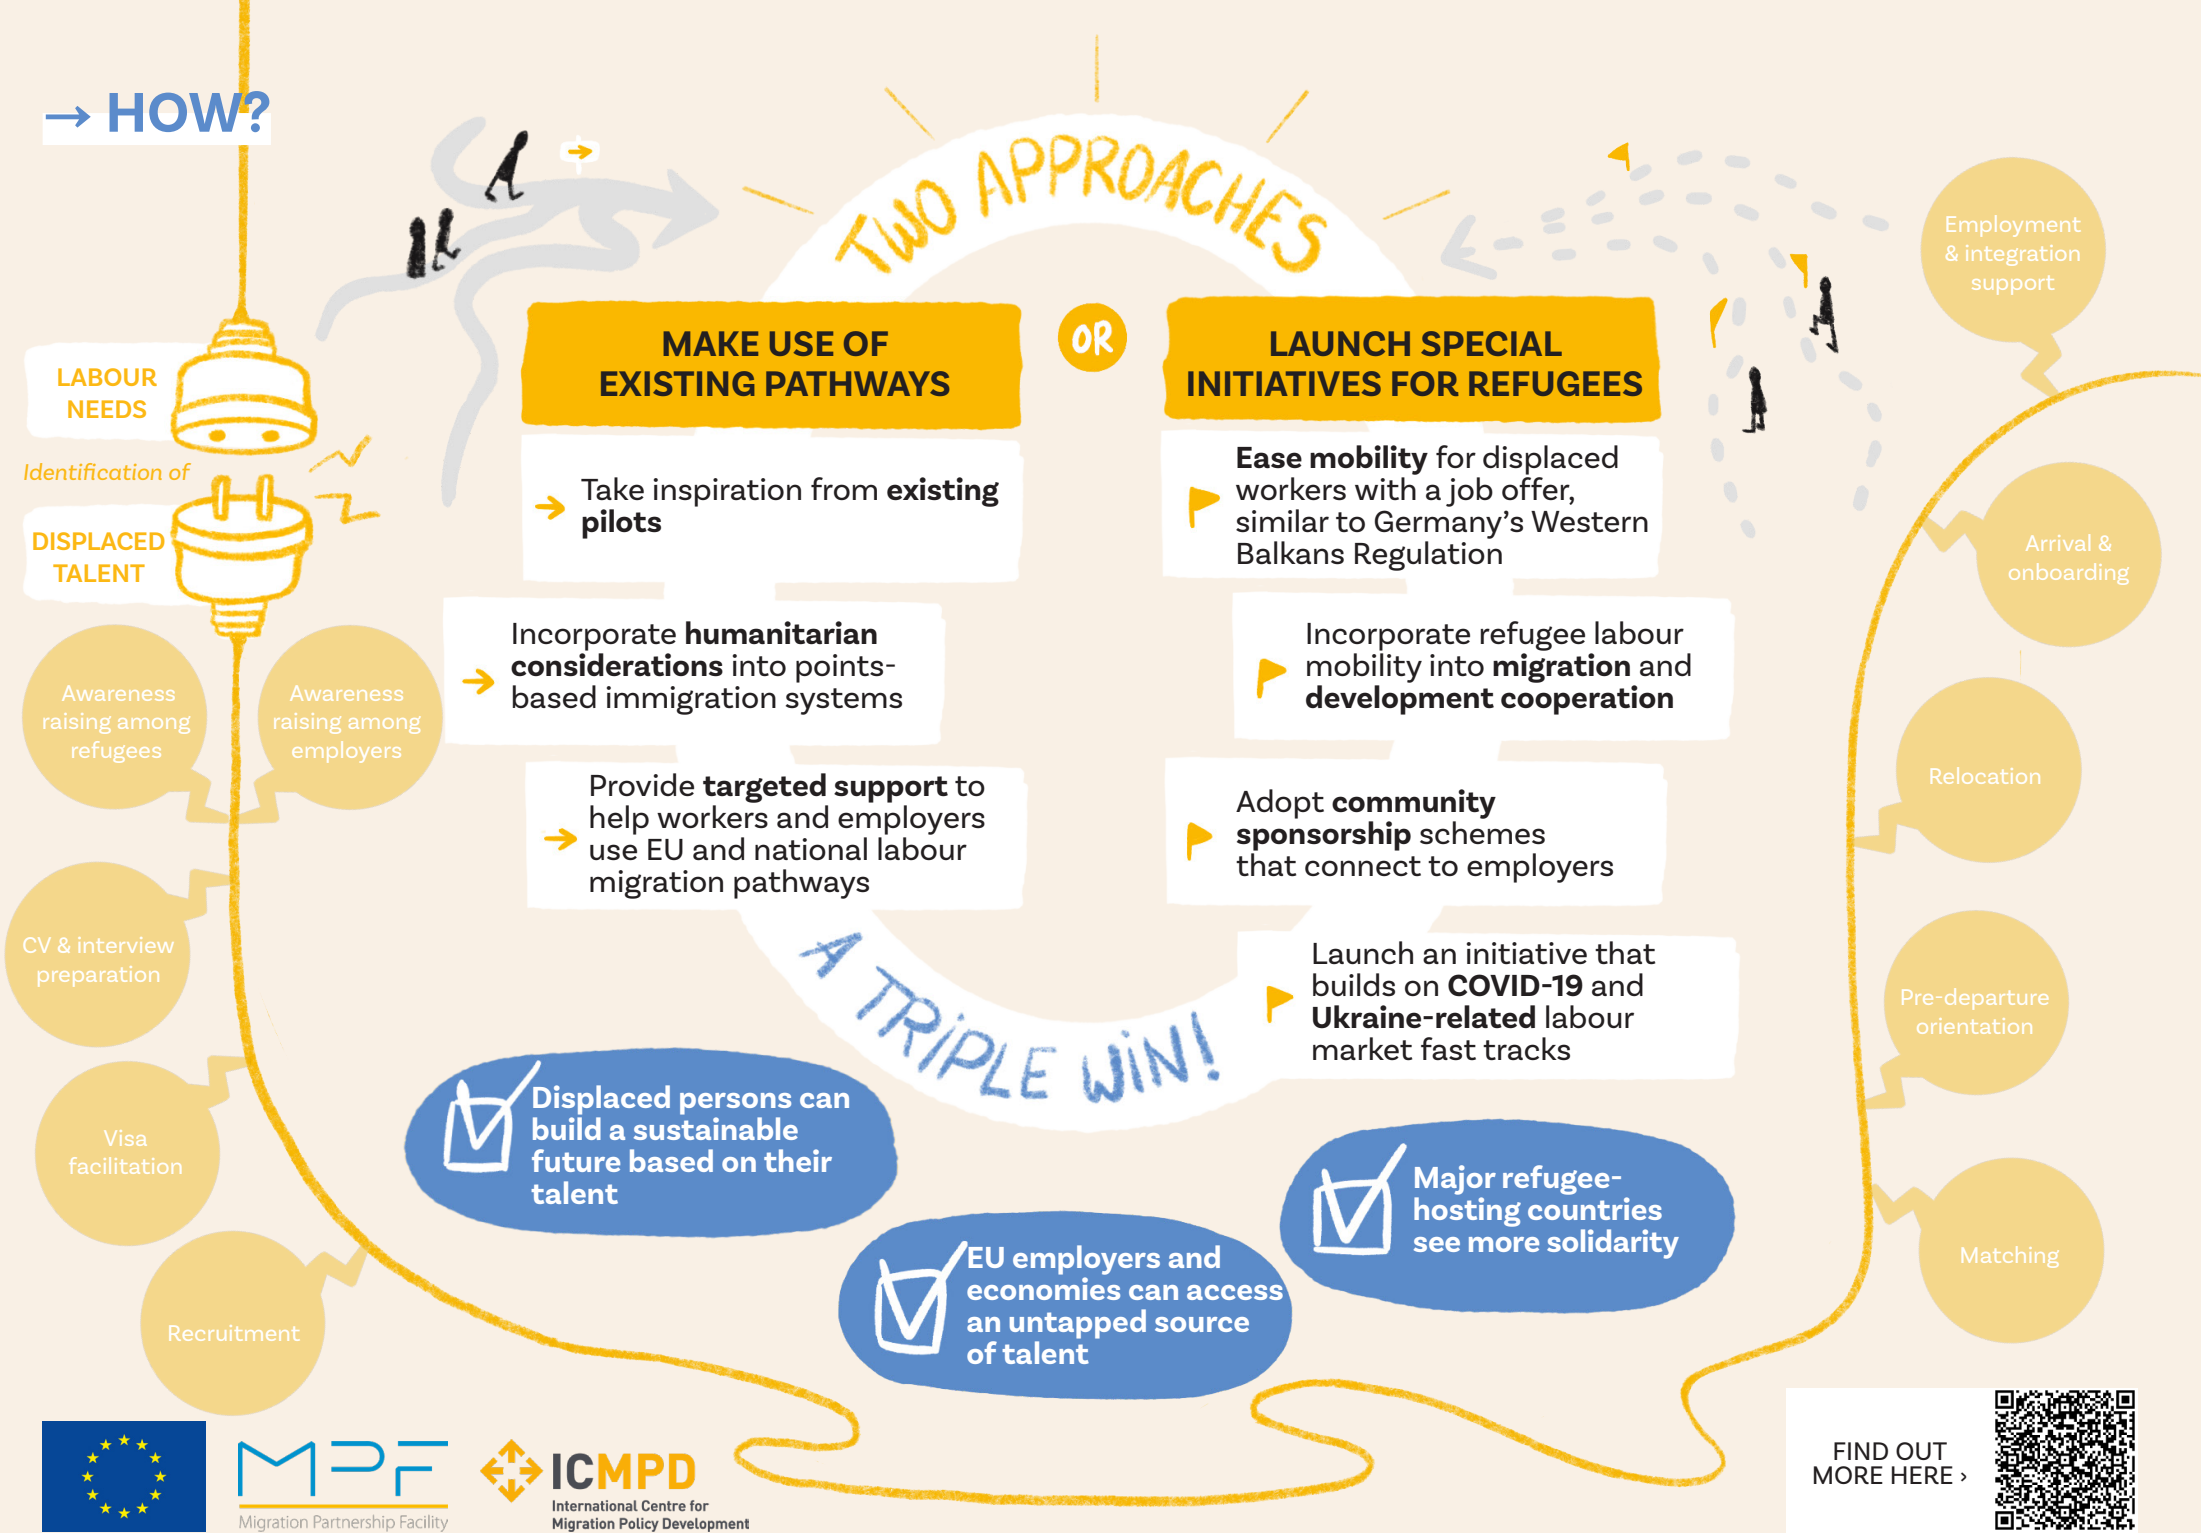 → HOW?
TWO APPROACHES
LABOUR
NEEDS
Identification of
DISPLACED
TALENT
MAKE USE OF
EXISTING PATHWAYS
Take inspiration from existing
pilots
Incorporate humanitarian
considerations into points-
based immigration systems
Provide targeted support to
help workers and employers
use EU and national labour
migration pathways
OR
LAUNCH SPECIAL
INITIATIVES FOR REFUGEES
Ease mobility for displaced
workers with a job offer,
similar to Germany’s Western
Balkans Regulation
Incorporate refugee labour
mobility into migration and
development cooperation
Adopt community
sponsorship schemes
that connect to employers
Launch an initiative that
builds on COVID-19 and
Ukraine-related labour
market fast tracks
A TRIPLE WIN!
Displaced persons can
build a sustainable
future based on their
talent
EU employers and
economies can access
an untapped source
of talent
Major refugee-
hosting countries
see more solidarity
Awareness
raising among
refugees
Awareness
raising among
employers
CV & interview
preparation
Visa
facilitation
Recruitment
Matching
Pre-departure
orientation
Relocation
Arrival &
onboarding
Employment
& integration
support
MPF
Migration Partnership Facility
ICMPD
International Centre for
Migration Policy Development
FIND OUT
MORE HERE ›